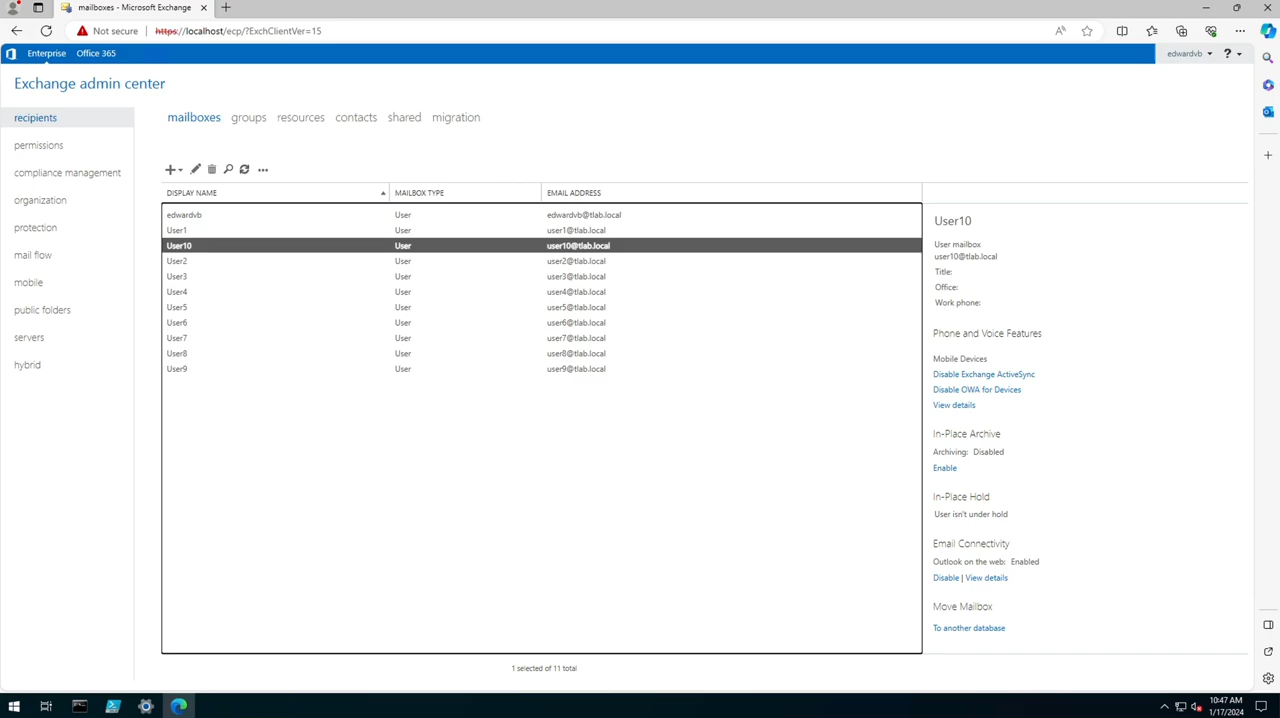 mailboxes - Microsoft Exchange
Not secure https://localhost/ecp/?ExchClientVer=15
Enterprise Office 365 edwardvb ?
Exchange admin center
recipients
permissions
compliance management
organization
protection
mail flow
mobile
public folders
servers
hybrid
mailboxes groups resources contacts shared migration
DISPLAY NAME MAILBOX TYPE EMAIL ADDRESS
edwardvb User edwardvb@tlab.local
User1 User user1@tlab.local
User10 User user10@tlab.local
User2 User user2@tlab.local
User3 User user3@tlab.local
User4 User user4@tlab.local
User5 User user5@tlab.local
User6 User user6@tlab.local
User7 User user7@tlab.local
User8 User user8@tlab.local
User9 User user9@tlab.local
1 selected of 11 total
User10
User mailbox
user10@tlab.local
Title:
Office:
Work phone:
Phone and Voice Features
Mobile Devices
Disable Exchange ActiveSync
Disable OWA for Devices
View details
In-Place Archive
Archiving: Disabled
Enable
In-Place Hold
User isn't under hold
Email Connectivity
Outlook on the web: Enabled
Disable | View details
Move Mailbox
To another database
10:47 AM
1/17/2024